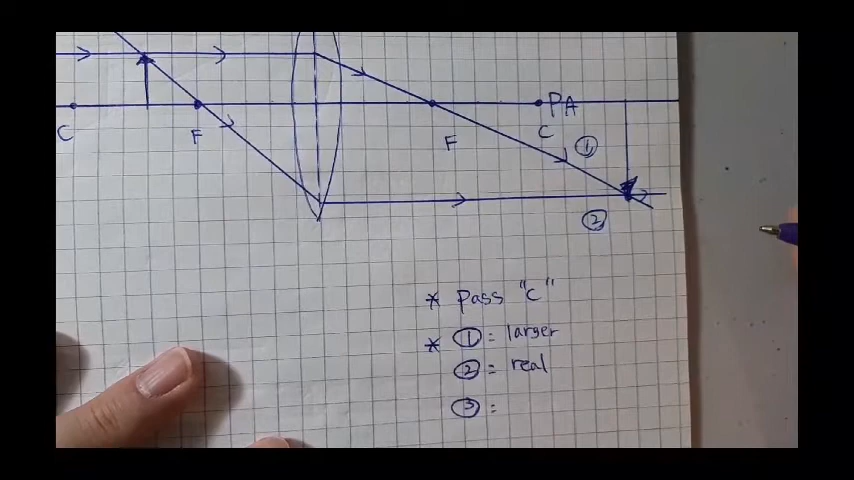 PA
C
F
F
C
①
②
* Pass "C"
* ① = larger
② = real
③ =